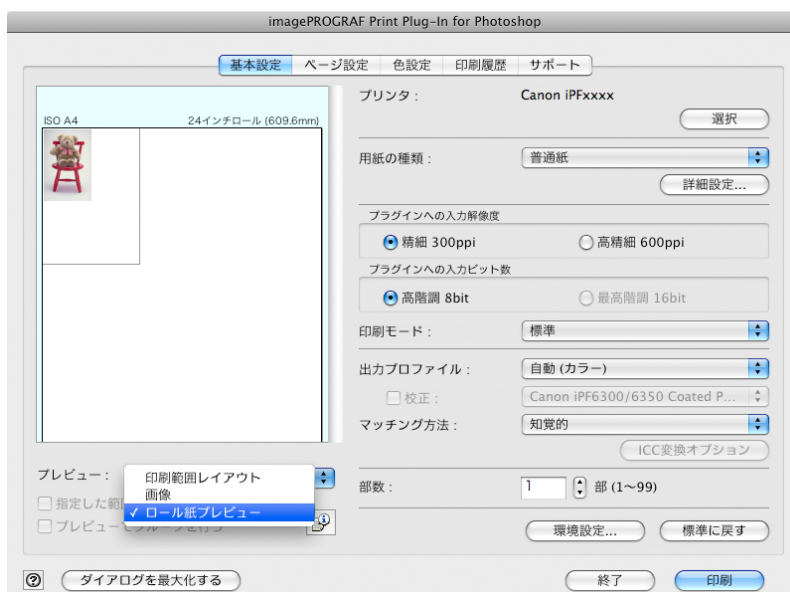 imagePROGRAF Print Plug-In for Photoshop
基本設定 ページ設定 色設定 印刷履歴 サポート
ISO A4 24インチロール (609.6mm)
プリンタ : Canon iPFxxxx
選択
用紙の種類 : 普通紙
詳細設定...
プラグインへの入力解像度
精細 300ppi 高精細 600ppi
プラグインへの入力ビット数
高階調 8bit 最高階調 16bit
印刷モード : 標準
出力プロファイル : 自動 (カラー)
校正 : Canon iPF6300/6350 Coated P...
マッチング方法 : 知覚的
ICC変換オプション
プレビュー :
印刷範囲レイアウト
画像
✓ ロール紙プレビュー
指定した範
プレビュー
部数 : 1 部 (1〜99)
環境設定... 標準に戻す
? ダイアログを最大化する 終了 印刷